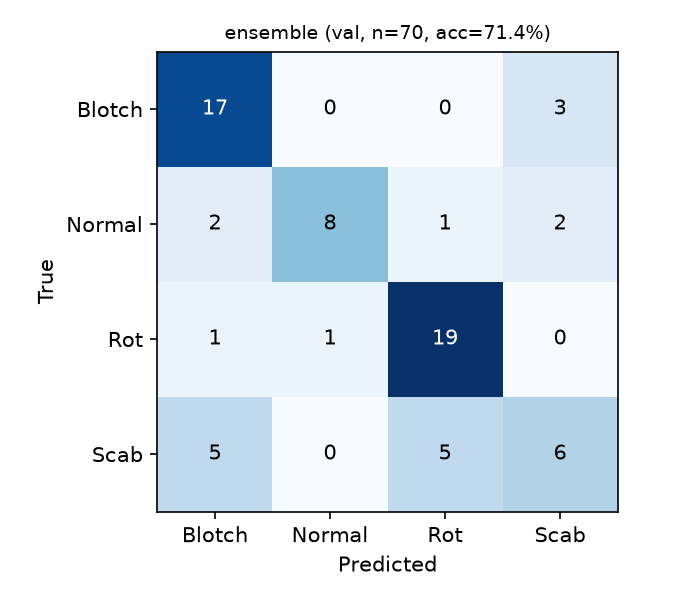 ensemble (val, n=70, acc=71.4%)
Blotch 17 0 0 3
Normal 2 8 1 2
Rot 1 1 19 0
Scab 5 0 5 6
True
Blotch Normal Rot Scab
Predicted